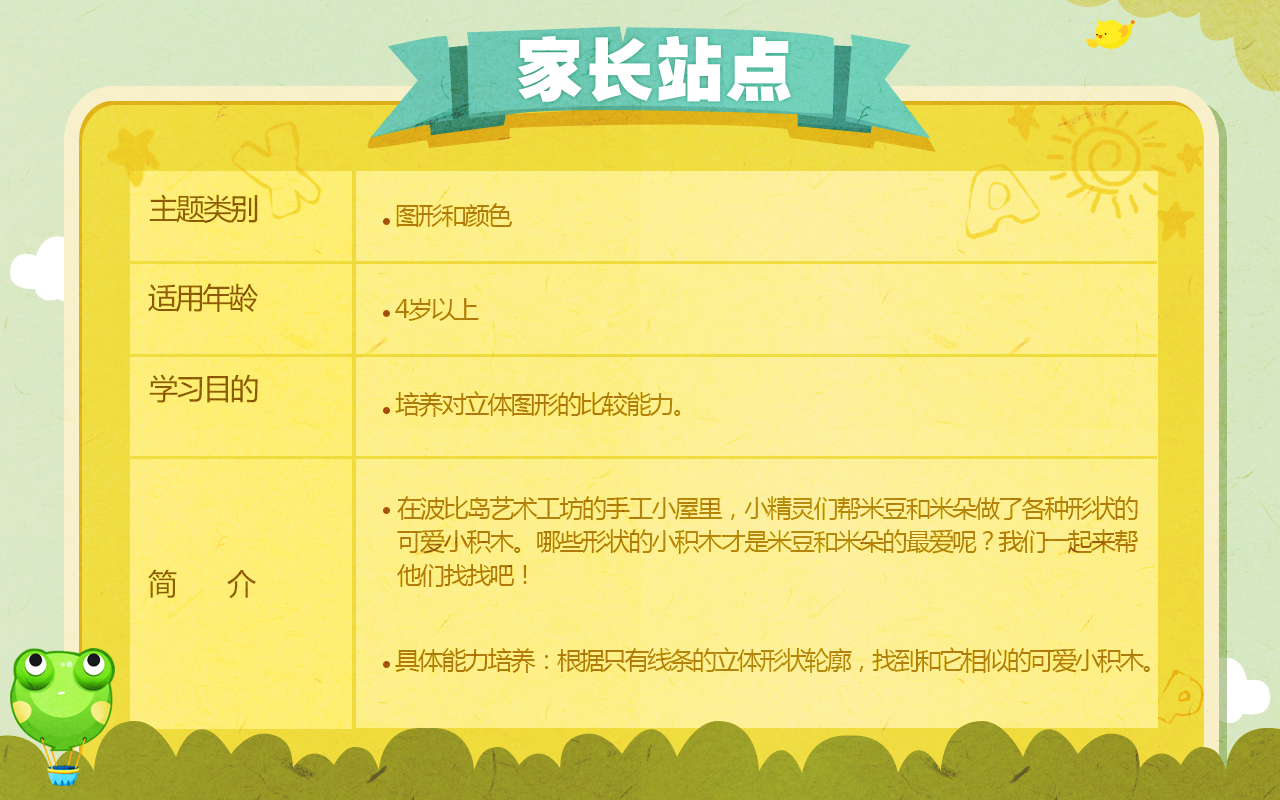 家长站点
主题类别
•图形和颜色
适用年龄
•4岁以上
学习目的
•培养对立体图形的比较能力。
简 介
•在波比岛艺术工坊的手工小屋里，小精灵们帮米豆和米朵做了各种形状的
可爱小积木。哪些形状的小积木才是米豆和米朵的最爱呢？我们一起来帮
他们找找吧！
•具体能力培养：根据只有线条的立体形状轮廓，找到和它相似的可爱小积木。